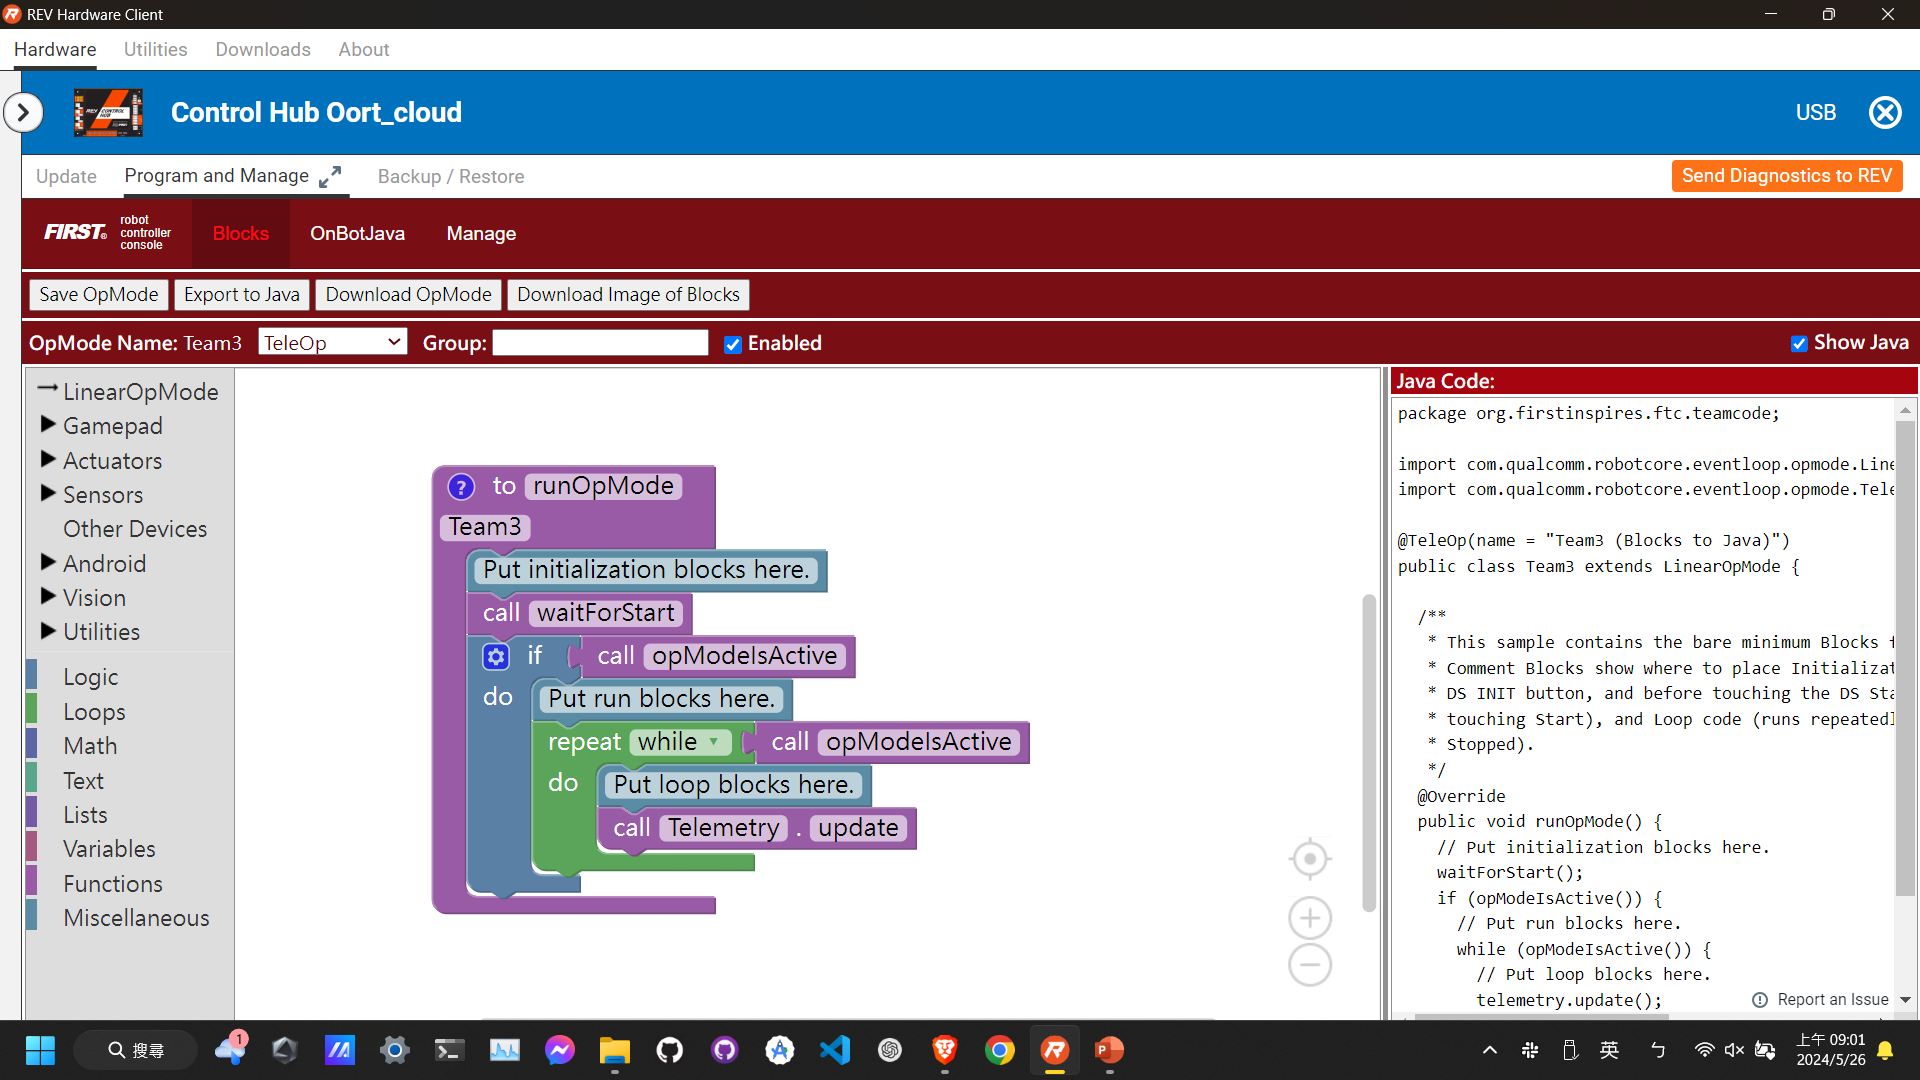 REV Hardware Client
Hardware Utilities Downloads About
REV CONTROL HUB
Control Hub Oort_cloud
USB
Update Program and Manage Backup / Restore
Send Diagnostics to REV
FIRST® robot controller console
Blocks OnBotJava Manage
Save OpMode Export to Java Download OpMode Download Image of Blocks
OpMode Name: Team3 TeleOp Group: Enabled
Show Java
LinearOpMode
Gamepad
Actuators
Sensors
Other Devices
Android
Vision
Utilities
Logic
Loops
Math
Text
Lists
Variables
Functions
Miscellaneous
? to runOpMode
Team3
Put initialization blocks here.
call waitForStart
if call opModeIsActive
do Put run blocks here.
repeat while call opModeIsActive
do Put loop blocks here.
call Telemetry . update
Java Code:
package org.firstinspires.ftc.teamcode;
import com.qualcomm.robotcore.eventloop.opmode.Line
import com.qualcomm.robotcore.eventloop.opmode.Tele
@TeleOp(name = "Team3 (Blocks to Java)")
public class Team3 extends LinearOpMode {
/**
* This sample contains the bare minimum Blocks
* Comment Blocks show where to place Initializat
* DS INIT button, and before touching the DS Sta
* touching Start), and Loop code (runs repeatedl
* Stopped).
*/
@Override
public void runOpMode() {
// Put initialization blocks here.
waitForStart();
if (opModeIsActive()) {
// Put run blocks here.
while (opModeIsActive()) {
// Put loop blocks here.
telemetry.update();
Report an Issue
搜尋
1
英
ㄅ
上午 09:01
2024/5/26